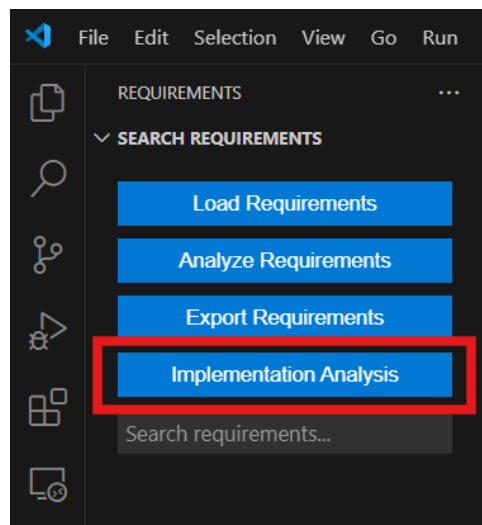 File Edit Selection View Go Run
REQUIREMENTS
SEARCH REQUIREMENTS
Load Requirements
Analyze Requirements
Export Requirements
Implementation Analysis
Search requirements...